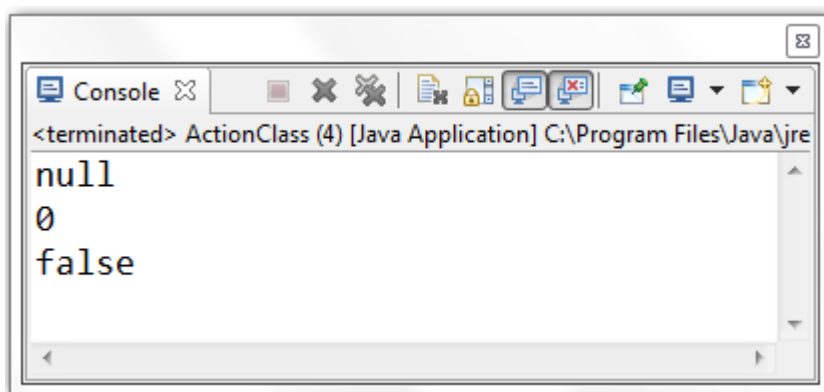 Console
<terminated> ActionClass (4) [Java Application] C:\Program Files\Java\jre
null
0
false